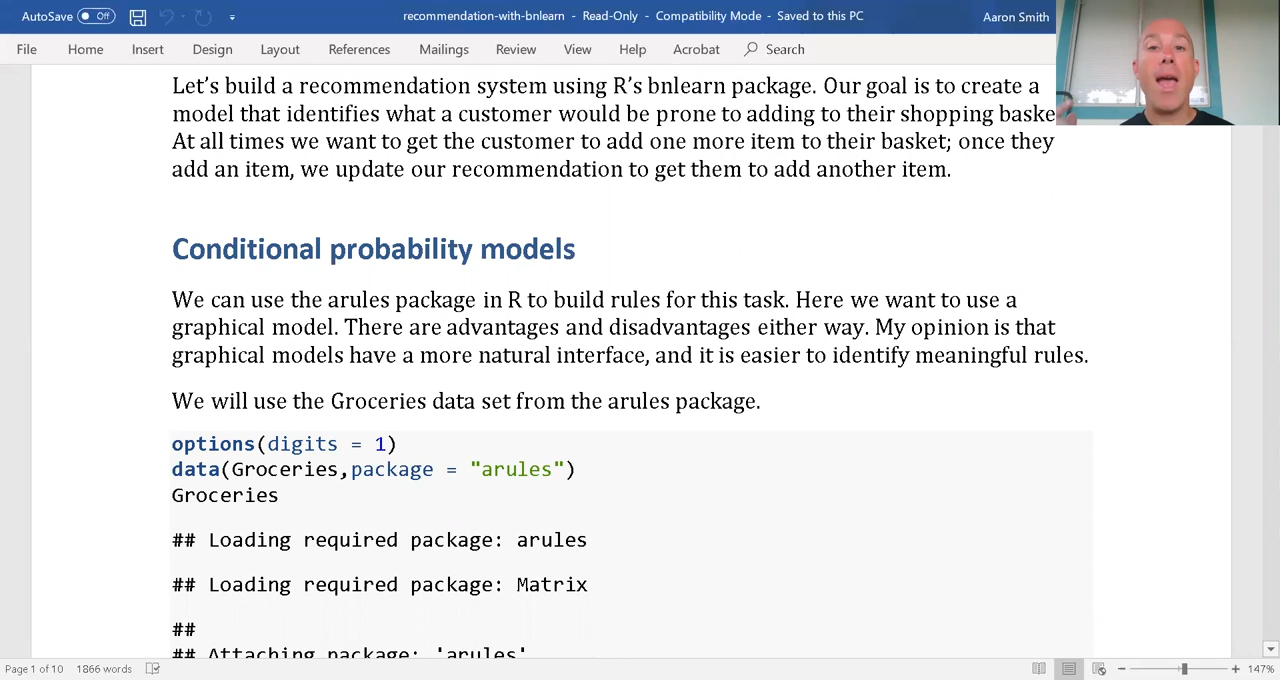 AutoSave Off recommendation-with-bnlearn - Read-Only - Compatibility Mode - Saved to this PC Aaron Smith
File Home Insert Design Layout References Mailings Review View Help Acrobat Search
Let’s build a recommendation system using R’s bnlearn package. Our goal is to create a
model that identifies what a customer would be prone to adding to their shopping baske
At all times we want to get the customer to add one more item to their basket; once they
add an item, we update our recommendation to get them to add another item.
Conditional probability models
We can use the arules package in R to build rules for this task. Here we want to use a
graphical model. There are advantages and disadvantages either way. My opinion is that
graphical models have a more natural interface, and it is easier to identify meaningful rules.
We will use the Groceries data set from the arules package.
options(digits = 1)
data(Groceries,package = "arules")
Groceries
## Loading required package: arules
## Loading required package: Matrix
##
## Attaching package: 'arules'
Page 1 of 10 1866 words 147%